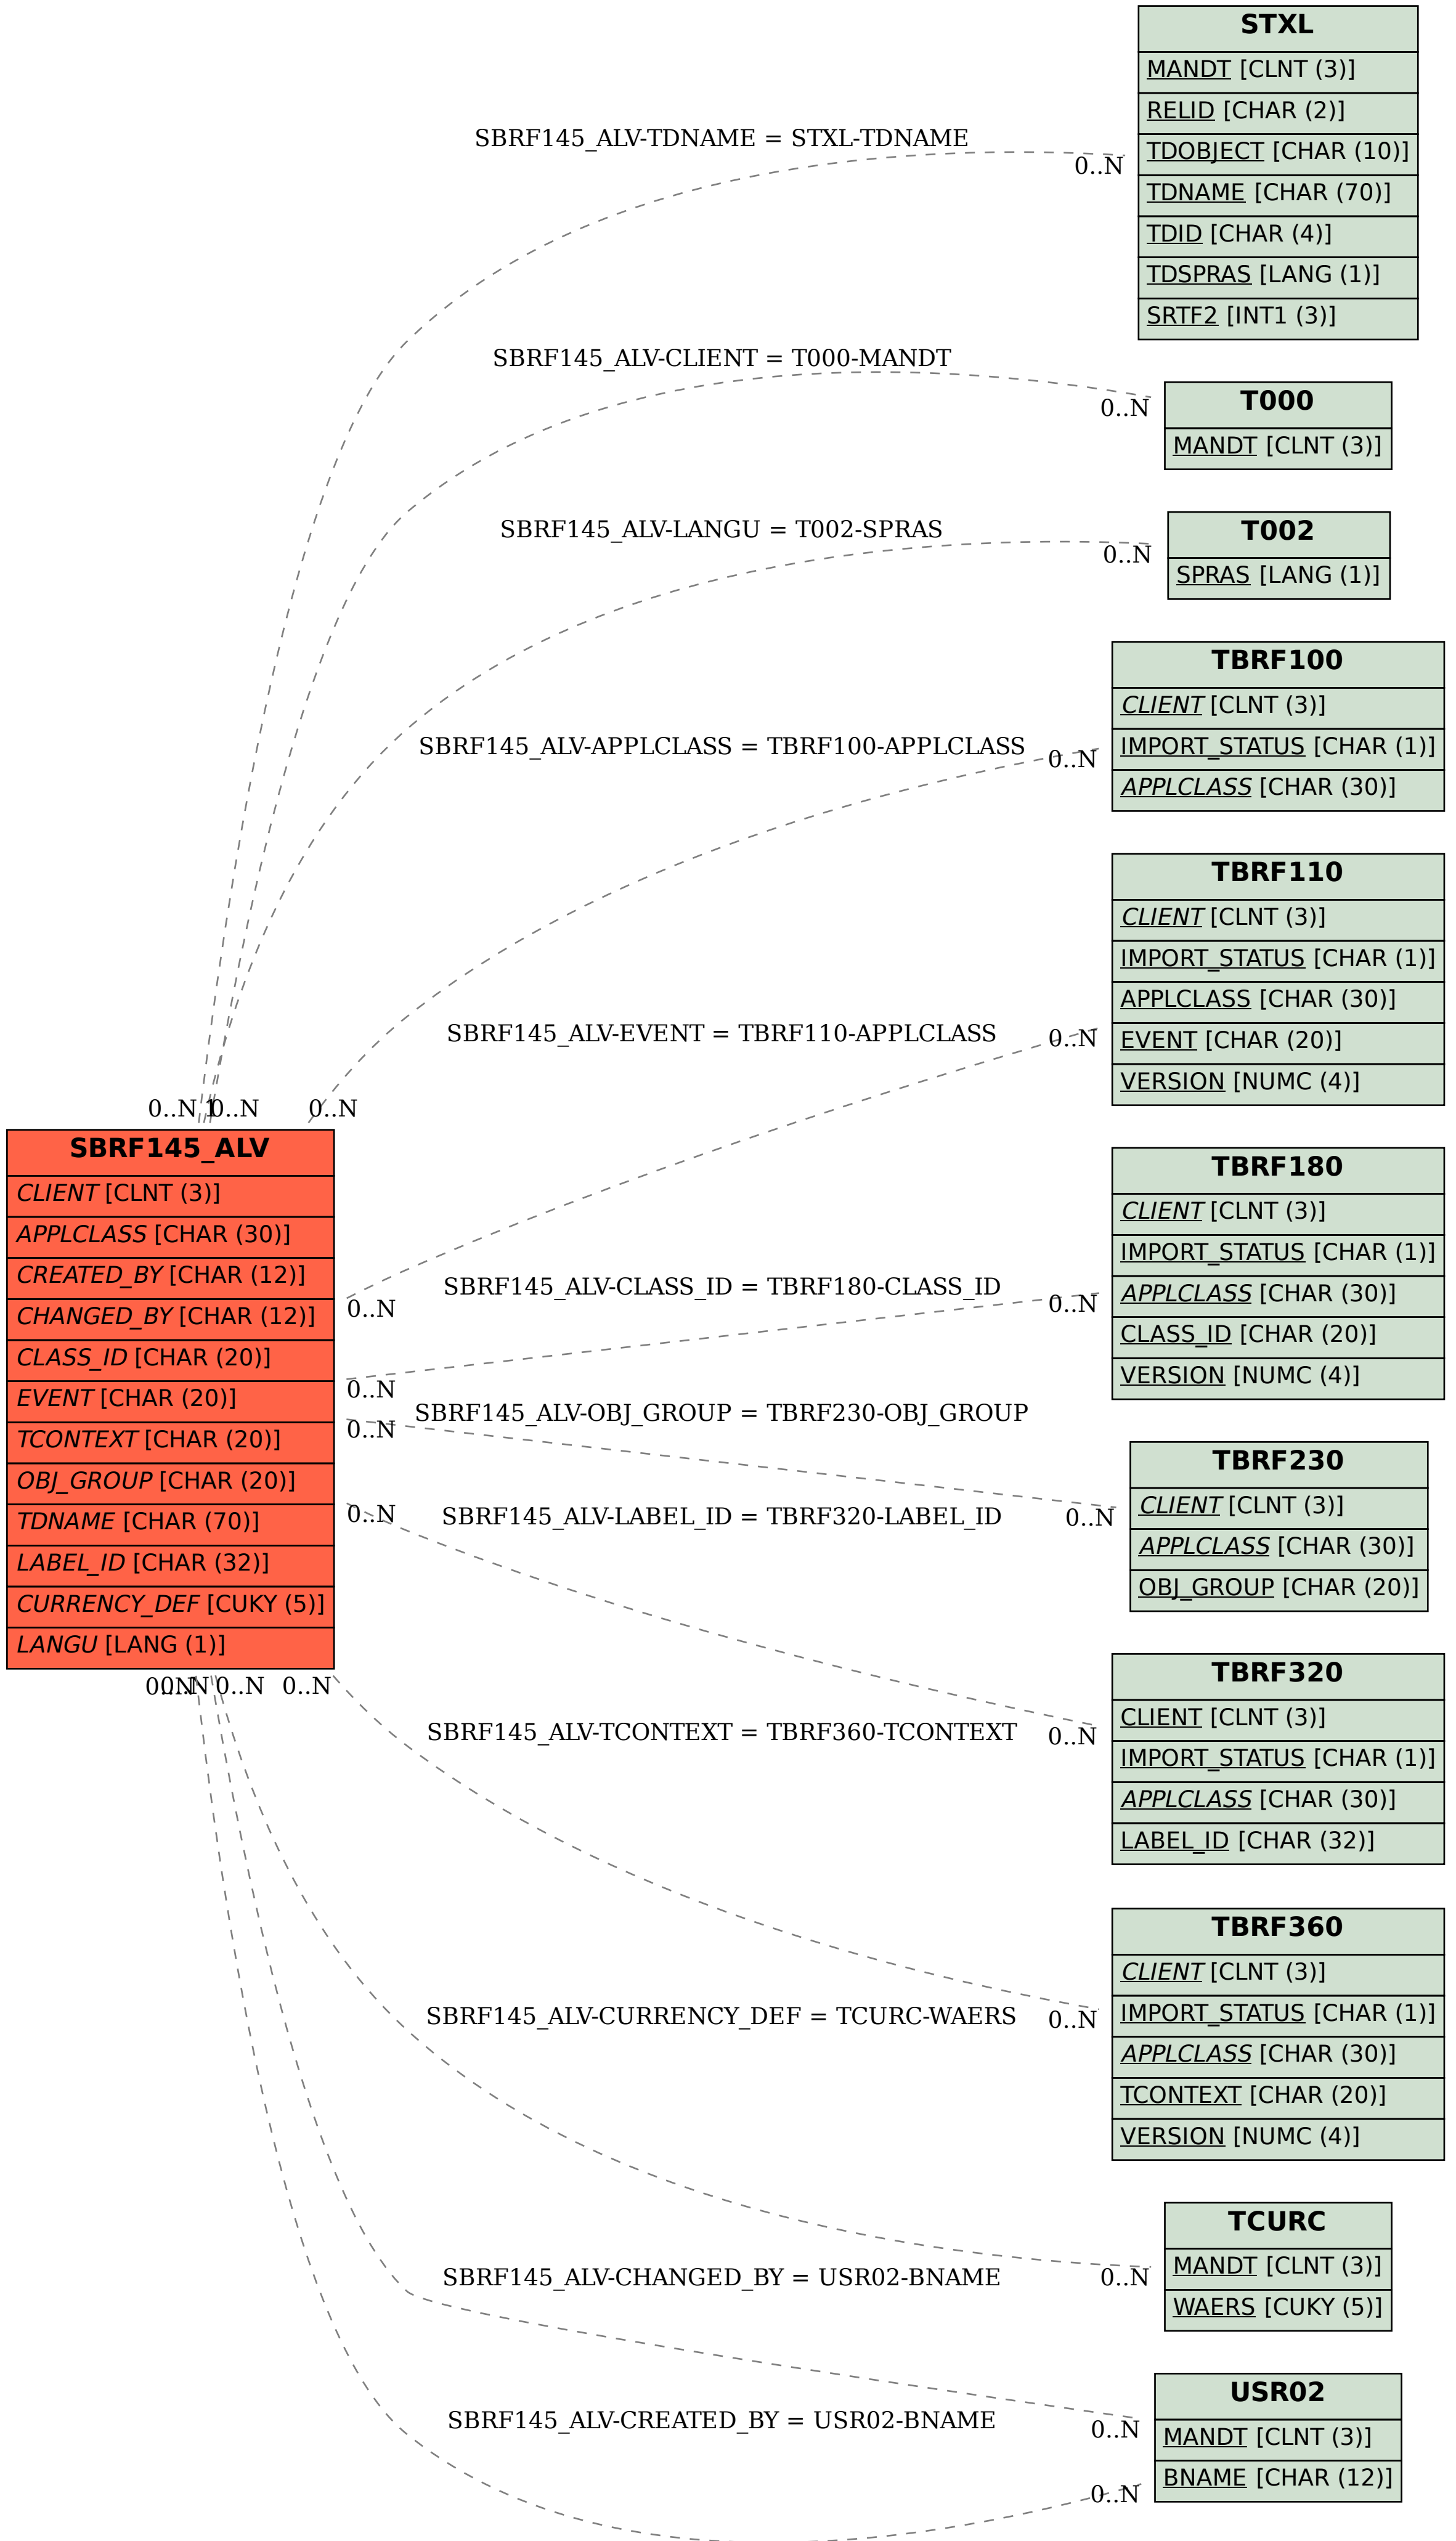 STXL
MANDT [CLNT (3)]
RELID [CHAR (2)]
TDOBJECT [CHAR (10)]
TDNAME [CHAR (70)]
TDID [CHAR (4)]
TDSPRAS [LANG (1)]
SRTF2 [INT1 (3)]
SBRF145_ALV-TDNAME = STXL-TDNAME
0..N
SBRF145_ALV-CLIENT = T000-MANDT
0..N
T000
MANDT [CLNT (3)]
SBRF145_ALV-LANGU = T002-SPRAS
0..N
T002
SPRAS [LANG (1)]
TBRF100
CLIENT [CLNT (3)]
IMPORT_STATUS [CHAR (1)]
APPLCLASS [CHAR (30)]
SBRF145_ALV-APPLCLASS = TBRF100-APPLCLASS
0..N
TBRF110
CLIENT [CLNT (3)]
IMPORT_STATUS [CHAR (1)]
APPLCLASS [CHAR (30)]
EVENT [CHAR (20)]
VERSION [NUMC (4)]
SBRF145_ALV-EVENT = TBRF110-APPLCLASS
0..N
0..N
1
0..N
0..N
SBRF145_ALV
CLIENT [CLNT (3)]
APPLCLASS [CHAR (30)]
CREATED_BY [CHAR (12)]
CHANGED_BY [CHAR (12)]
CLASS_ID [CHAR (20)]
EVENT [CHAR (20)]
TCONTEXT [CHAR (20)]
OBJ_GROUP [CHAR (20)]
TDNAME [CHAR (70)]
LABEL_ID [CHAR (32)]
CURRENCY_DEF [CUKY (5)]
LANGU [LANG (1)]
0..N
0..N
0..N
0..N
0..N
0..N
0..N
0..N
TBRF180
CLIENT [CLNT (3)]
IMPORT_STATUS [CHAR (1)]
APPLCLASS [CHAR (30)]
CLASS_ID [CHAR (20)]
VERSION [NUMC (4)]
SBRF145_ALV-CLASS_ID = TBRF180-CLASS_ID
0..N
SBRF145_ALV-OBJ_GROUP = TBRF230-OBJ_GROUP
0..N
TBRF230
CLIENT [CLNT (3)]
APPLCLASS [CHAR (30)]
OBJ_GROUP [CHAR (20)]
SBRF145_ALV-LABEL_ID = TBRF320-LABEL_ID
0..N
TBRF320
CLIENT [CLNT (3)]
IMPORT_STATUS [CHAR (1)]
APPLCLASS [CHAR (30)]
LABEL_ID [CHAR (32)]
SBRF145_ALV-TCONTEXT = TBRF360-TCONTEXT
0..N
TBRF360
CLIENT [CLNT (3)]
IMPORT_STATUS [CHAR (1)]
APPLCLASS [CHAR (30)]
TCONTEXT [CHAR (20)]
VERSION [NUMC (4)]
SBRF145_ALV-CURRENCY_DEF = TCURC-WAERS
0..N
TCURC
MANDT [CLNT (3)]
WAERS [CUKY (5)]
SBRF145_ALV-CHANGED_BY = USR02-BNAME
0..N
USR02
MANDT [CLNT (3)]
BNAME [CHAR (12)]
SBRF145_ALV-CREATED_BY = USR02-BNAME
0..N